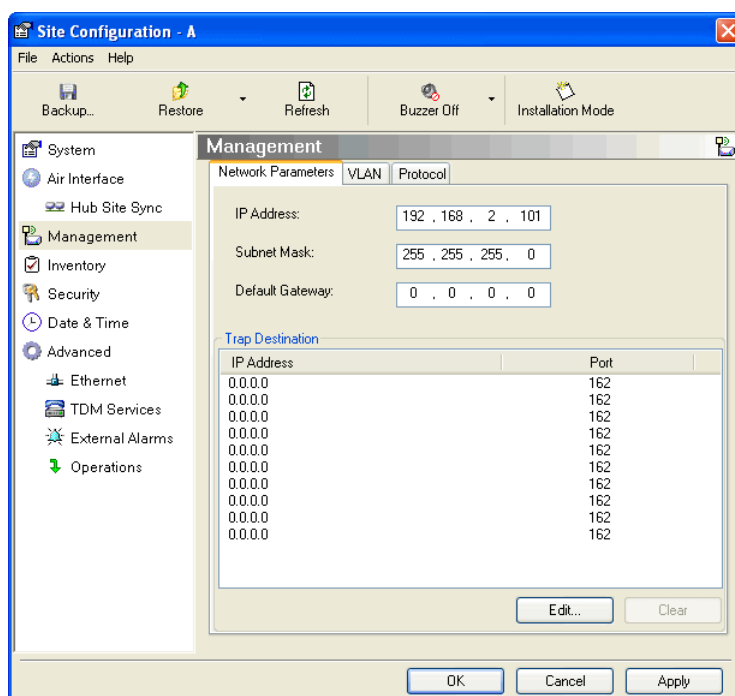 Site Configuration - A
File Actions Help
Backup... Restore Refresh Buzzer Off Installation Mode
System
Air Interface
Hub Site Sync
Management
Inventory
Security
Date & Time
Advanced
Ethernet
TDM Services
External Alarms
Operations
Management
Network Parameters VLAN Protocol
IP Address: 192 . 168 . 2 . 101
Subnet Mask: 255 . 255 . 255 . 0
Default Gateway: 0 . 0 . 0 . 0
Trap Destination
IP Address Port
0.0.0.0 162
0.0.0.0 162
0.0.0.0 162
0.0.0.0 162
0.0.0.0 162
0.0.0.0 162
0.0.0.0 162
0.0.0.0 162
0.0.0.0 162
0.0.0.0 162
Edit... Clear
OK Cancel Apply